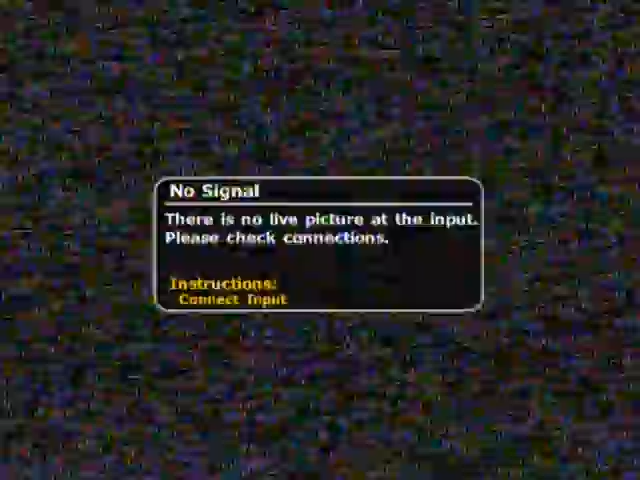 No Signal
There is no live picture at the input.
Please check connections.
Instructions:
Connect Input